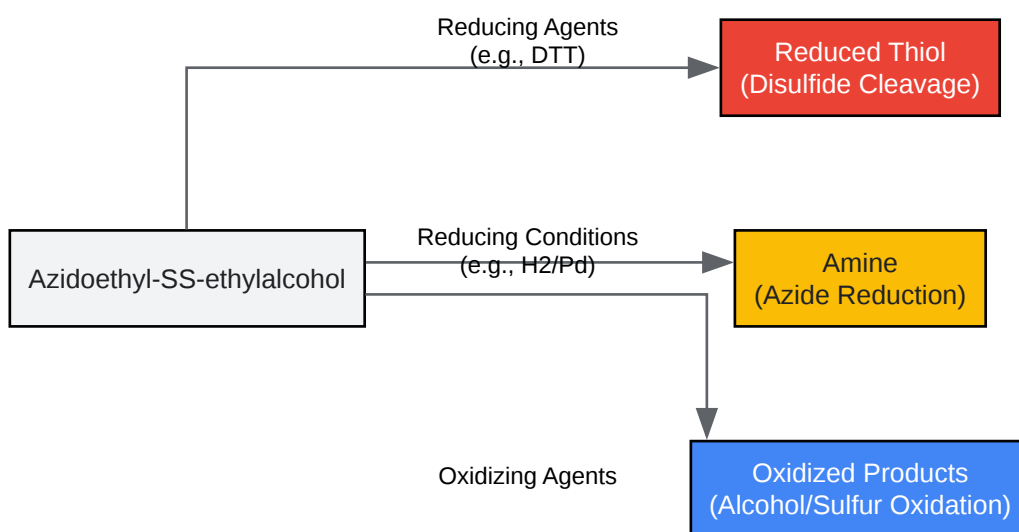 Reducing Agents
(e.g., DTT)
Reduced Thiol
(Disulfide Cleavage)
Azidoethyl-SS-ethylalcohol
Reducing Conditions
(e.g., H2/Pd)
Amine
(Azide Reduction)
Oxidizing Agents
Oxidized Products
(Alcohol/Sulfur Oxidation)